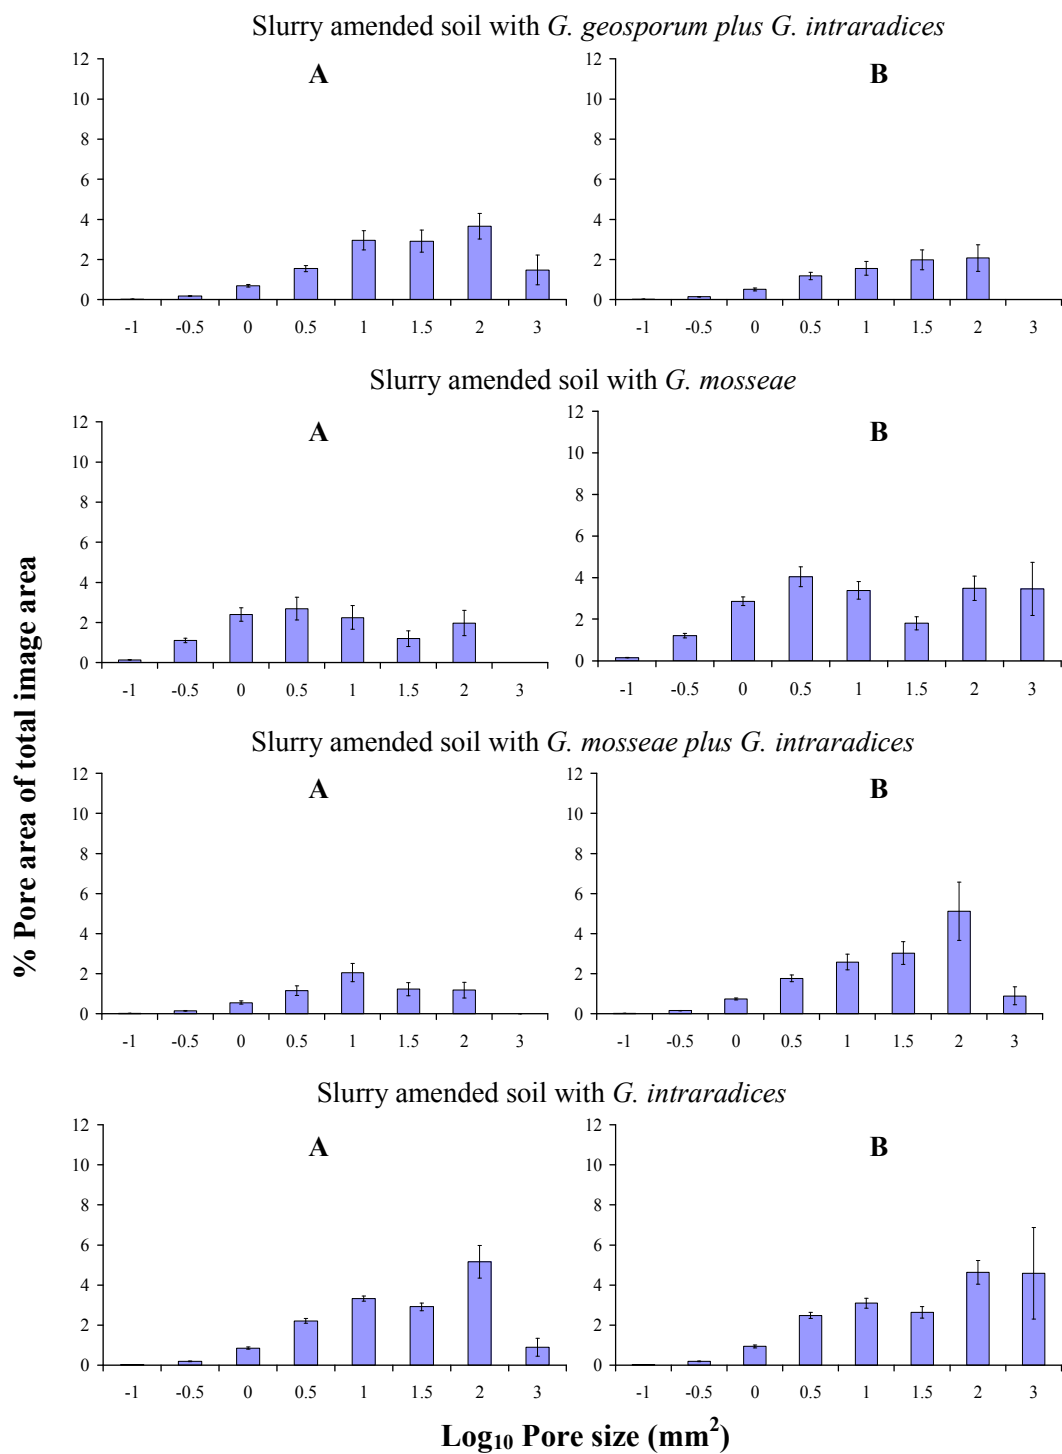 Slurry amended soil with G. geosporum plus G. intraradices
A
B
12
10
8
6
4
2
0
-1 -0.5 0 0.5 1 1.5 2 3
12
10
8
6
4
2
0
-1 -0.5 0 0.5 1 1.5 2 3
Slurry amended soil with G. mosseae
A
B
12
10
8
6
4
2
0
-1 -0.5 0 0.5 1 1.5 2 3
12
10
8
6
4
2
0
-1 -0.5 0 0.5 1 1.5 2 3
% Pore area of total image area
Slurry amended soil with G. mosseae plus G. intraradices
A
B
12
10
8
6
4
2
0
-1 -0.5 0 0.5 1 1.5 2 3
12
10
8
6
4
2
0
-1 -0.5 0 0.5 1 1.5 2 3
Slurry amended soil with G. intraradices
A
B
12
10
8
6
4
2
0
-1 -0.5 0 0.5 1 1.5 2 3
12
10
8
6
4
2
0
-1 -0.5 0 0.5 1 1.5 2 3
Log₁₀ Pore size (mm²)